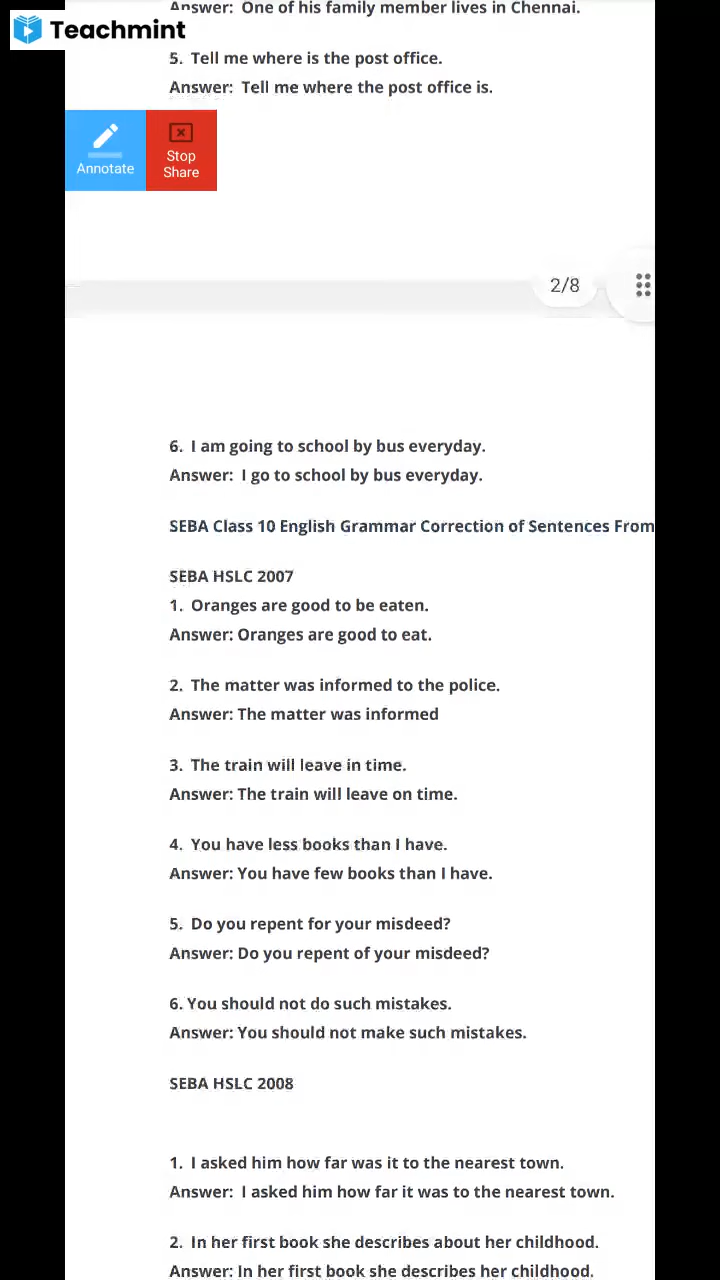 Answer: One of his family member lives in Chennai.
Teachmint
5. Tell me where is the post office.
Answer: Tell me where the post office is.
Annotate
Stop
Share
2/8
6. I am going to school by bus everyday.
Answer: I go to school by bus everyday.
SEBA Class 10 English Grammar Correction of Sentences From
SEBA HSLC 2007
1. Oranges are good to be eaten.
Answer: Oranges are good to eat.
2. The matter was informed to the police.
Answer: The matter was informed
3. The train will leave in time.
Answer: The train will leave on time.
4. You have less books than I have.
Answer: You have few books than I have.
5. Do you repent for your misdeed?
Answer: Do you repent of your misdeed?
6. You should not do such mistakes.
Answer: You should not make such mistakes.
SEBA HSLC 2008
1. I asked him how far was it to the nearest town.
Answer: I asked him how far it was to the nearest town.
2. In her first book she describes about her childhood.
Answer: In her first book she describes her childhood.